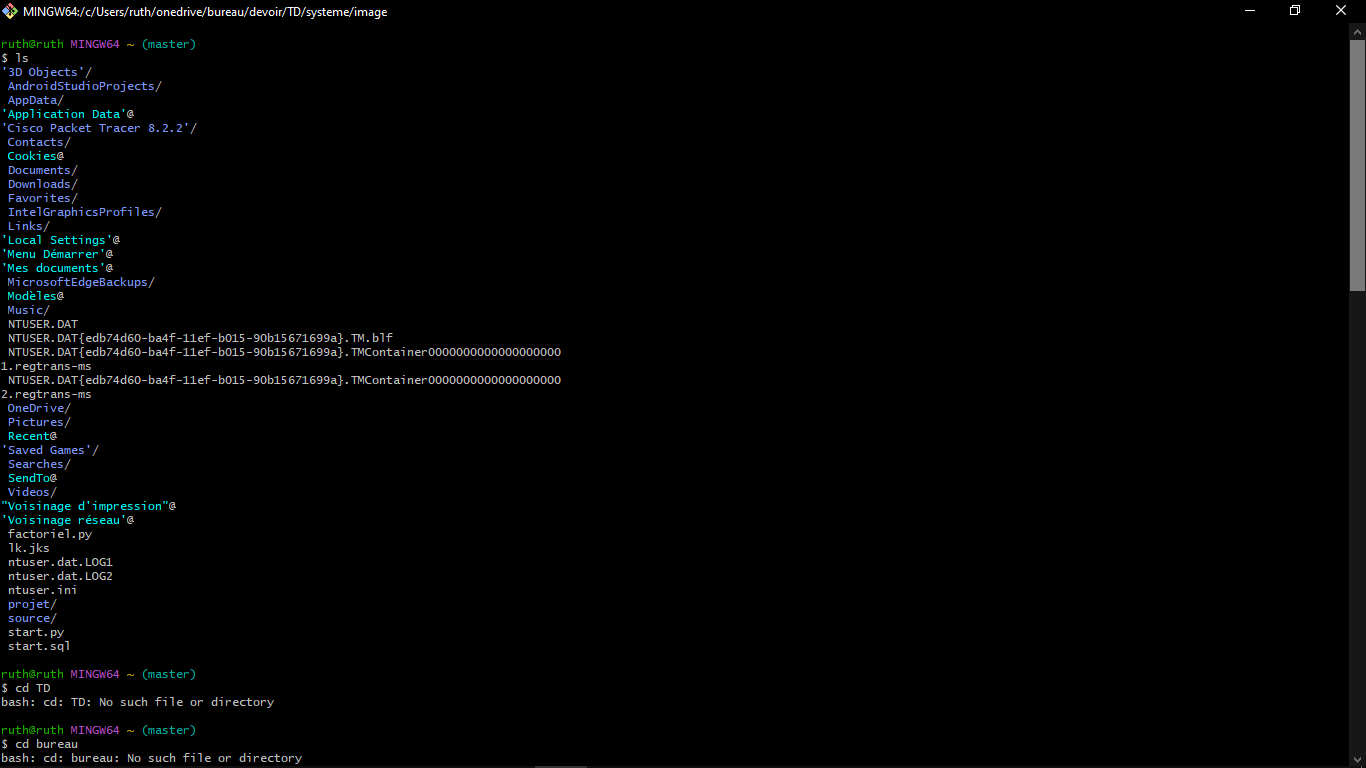 MINGW64:/c/Users/ruth/onedrive/bureau/devoir/TD/systeme/image
ruth@ruth MINGW64 ~ (master)
$ ls
'3D Objects'/
AndroidStudioProjects/
AppData/
'Application Data'@
'Cisco Packet Tracer 8.2.2'/
Contacts/
Cookies@
Documents/
Downloads/
Favorites/
IntelGraphicsProfiles/
Links/
'Local Settings'@
'Menu Démarrer'@
'Mes documents'@
MicrosoftEdgeBackups/
Modèles@
Music/
NTUSER.DAT
NTUSER.DAT{edb74d60-ba4f-11ef-b015-90b15671699a}.TM.blf
NTUSER.DAT{edb74d60-ba4f-11ef-b015-90b15671699a}.TMContainer0000000000000000000
1.regtrans-ms
NTUSER.DAT{edb74d60-ba4f-11ef-b015-90b15671699a}.TMContainer0000000000000000000
2.regtrans-ms
OneDrive/
Pictures/
Recent@
'Saved Games'/
Searches/
SendTo@
Videos/
"Voisinage d'impression"@
'Voisinage réseau'@
factoriel.py
lk.jks
ntuser.dat.LOG1
ntuser.dat.LOG2
ntuser.ini
projet/
source/
start.py
start.sql
ruth@ruth MINGW64 ~ (master)
$ cd TD
bash: cd: TD: No such file or directory
ruth@ruth MINGW64 ~ (master)
$ cd bureau
bash: cd: bureau: No such file or directory